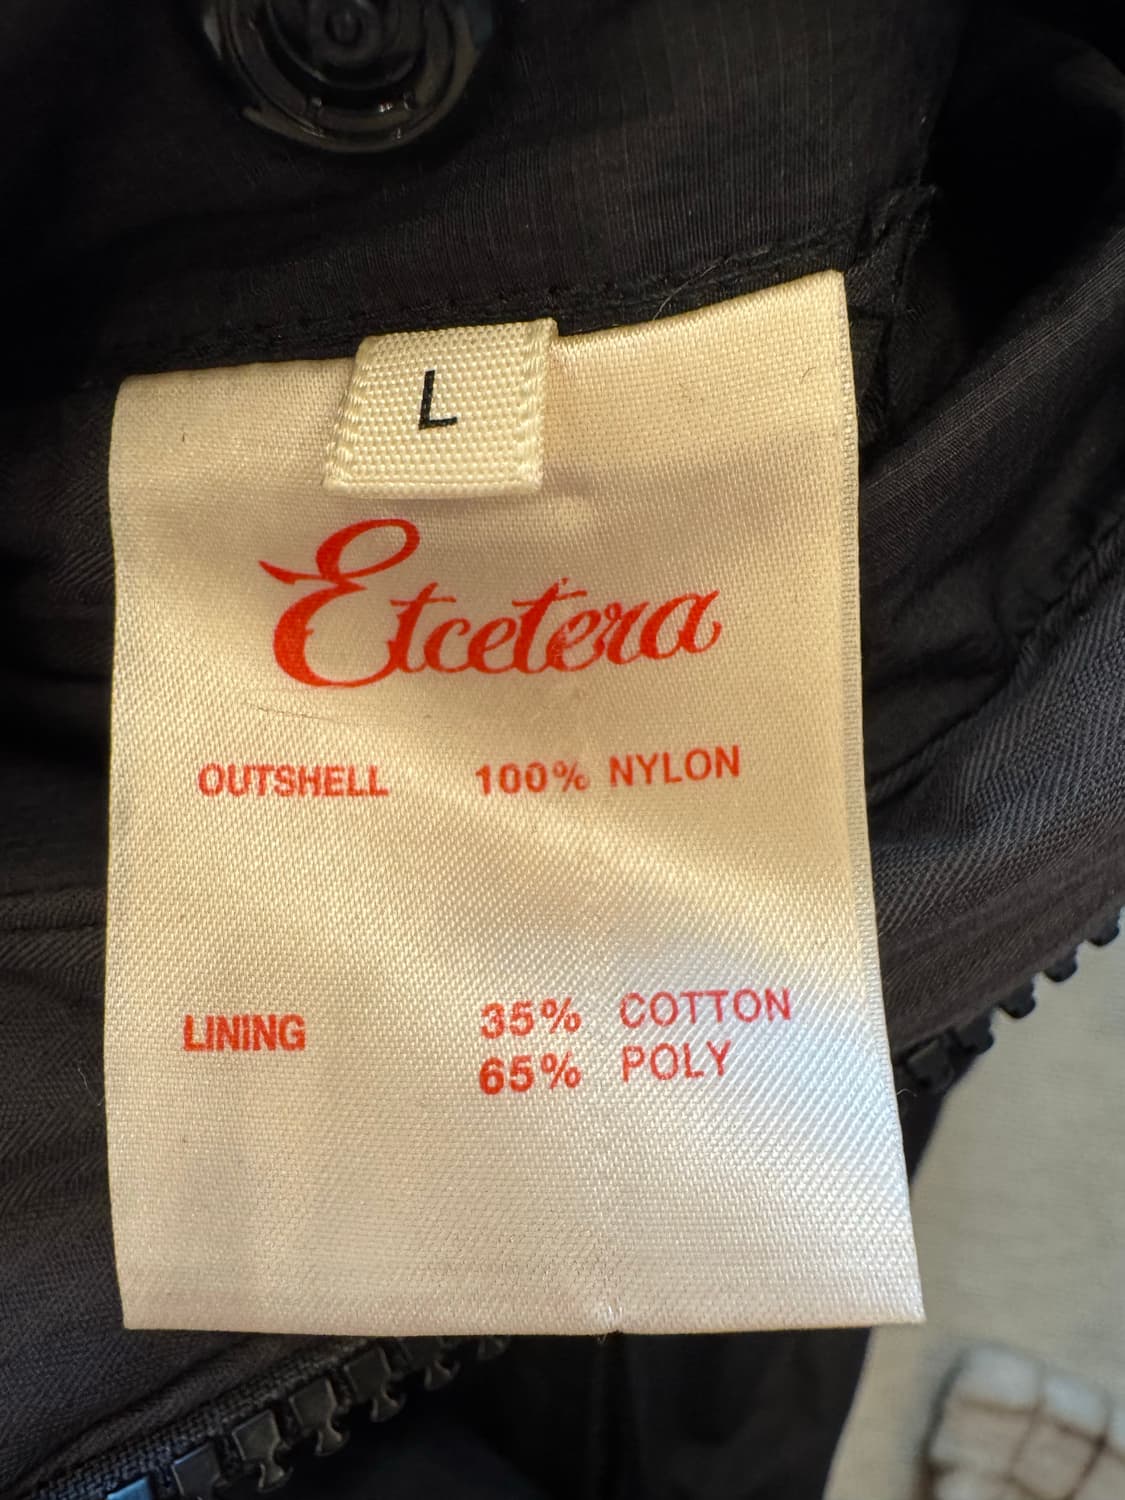 L
Etcetera
OUTSHELL 100% NYLON
LINING 35% COTTON
65% POLY